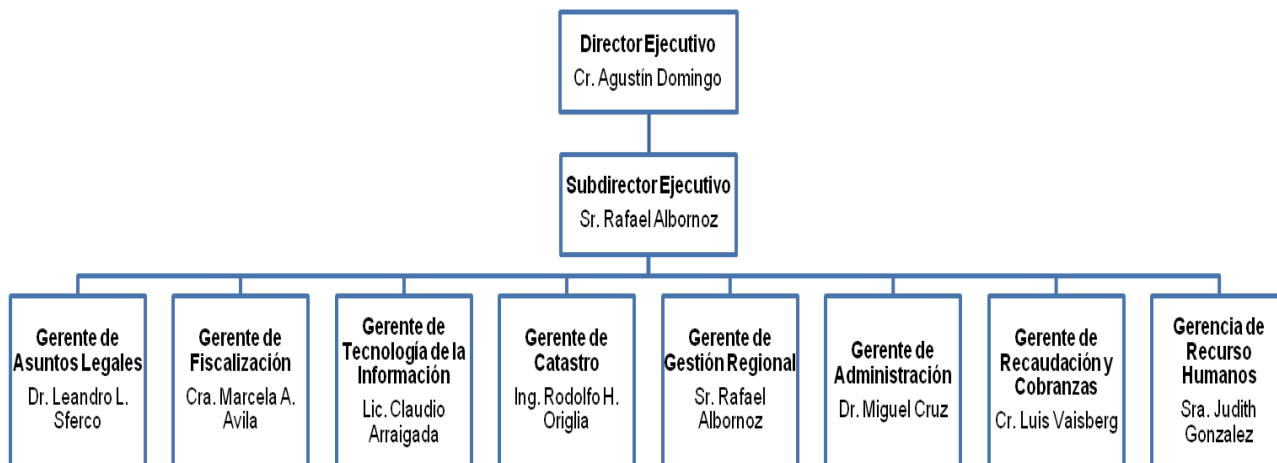 Director Ejecutivo
Cr. Agustín Domingo
Subdirector Ejecutivo
Sr. Rafael Albornoz
Gerente de
Asuntos Legales
Dr. Leandro L.
Sferco
Gerente de
Fiscalización
Cra. Marcela A.
Avila
Gerente de
Tecnología de la
Información
Lic. Claudio
Arraigada
Gerente de
Catastro
Ing. Rodolfo H.
Origlia
Gerente de
Gestión Regional
Sr. Rafael
Albornoz
Gerente de
Administración
Dr. Miguel Cruz
Gerente de
Recaudación y
Cobranzas
Cr. Luis Vaisberg
Gerencia de
Recurso
Humanos
Sra. Judith
Gonzalez